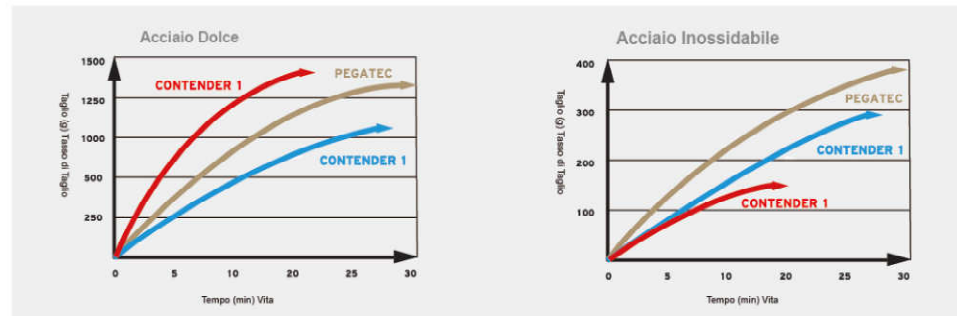 Acciaio Dolce
1500
1250
1000
500
250
Taglio (g) Tasso di Taglio
CONTENDER 1
PEGATEC
CONTENDER 1
0 5 10 20 25 30
Tempo (min) Vita
Acciaio Inossidabile
400
300
200
100
Taglio (g) Tasso di Taglio
PEGATEC
CONTENDER 1
CONTENDER 1
0 5 10 20 25 30
Tempo (min) Vita